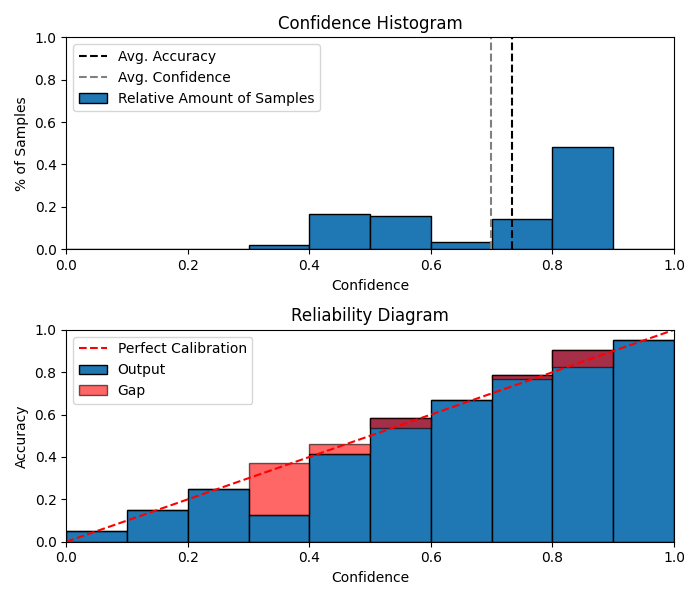 Confidence Histogram
% of Samples
1.0
0.8
0.6
0.4
0.2
0.0
Avg. Accuracy
Avg. Confidence
Relative Amount of Samples
0.0 0.2 0.4 0.6 0.8 1.0
Confidence
Reliability Diagram
Accuracy
1.0
0.8
0.6
0.4
0.2
0.0
Perfect Calibration
Output
Gap
0.0 0.2 0.4 0.6 0.8 1.0
Confidence